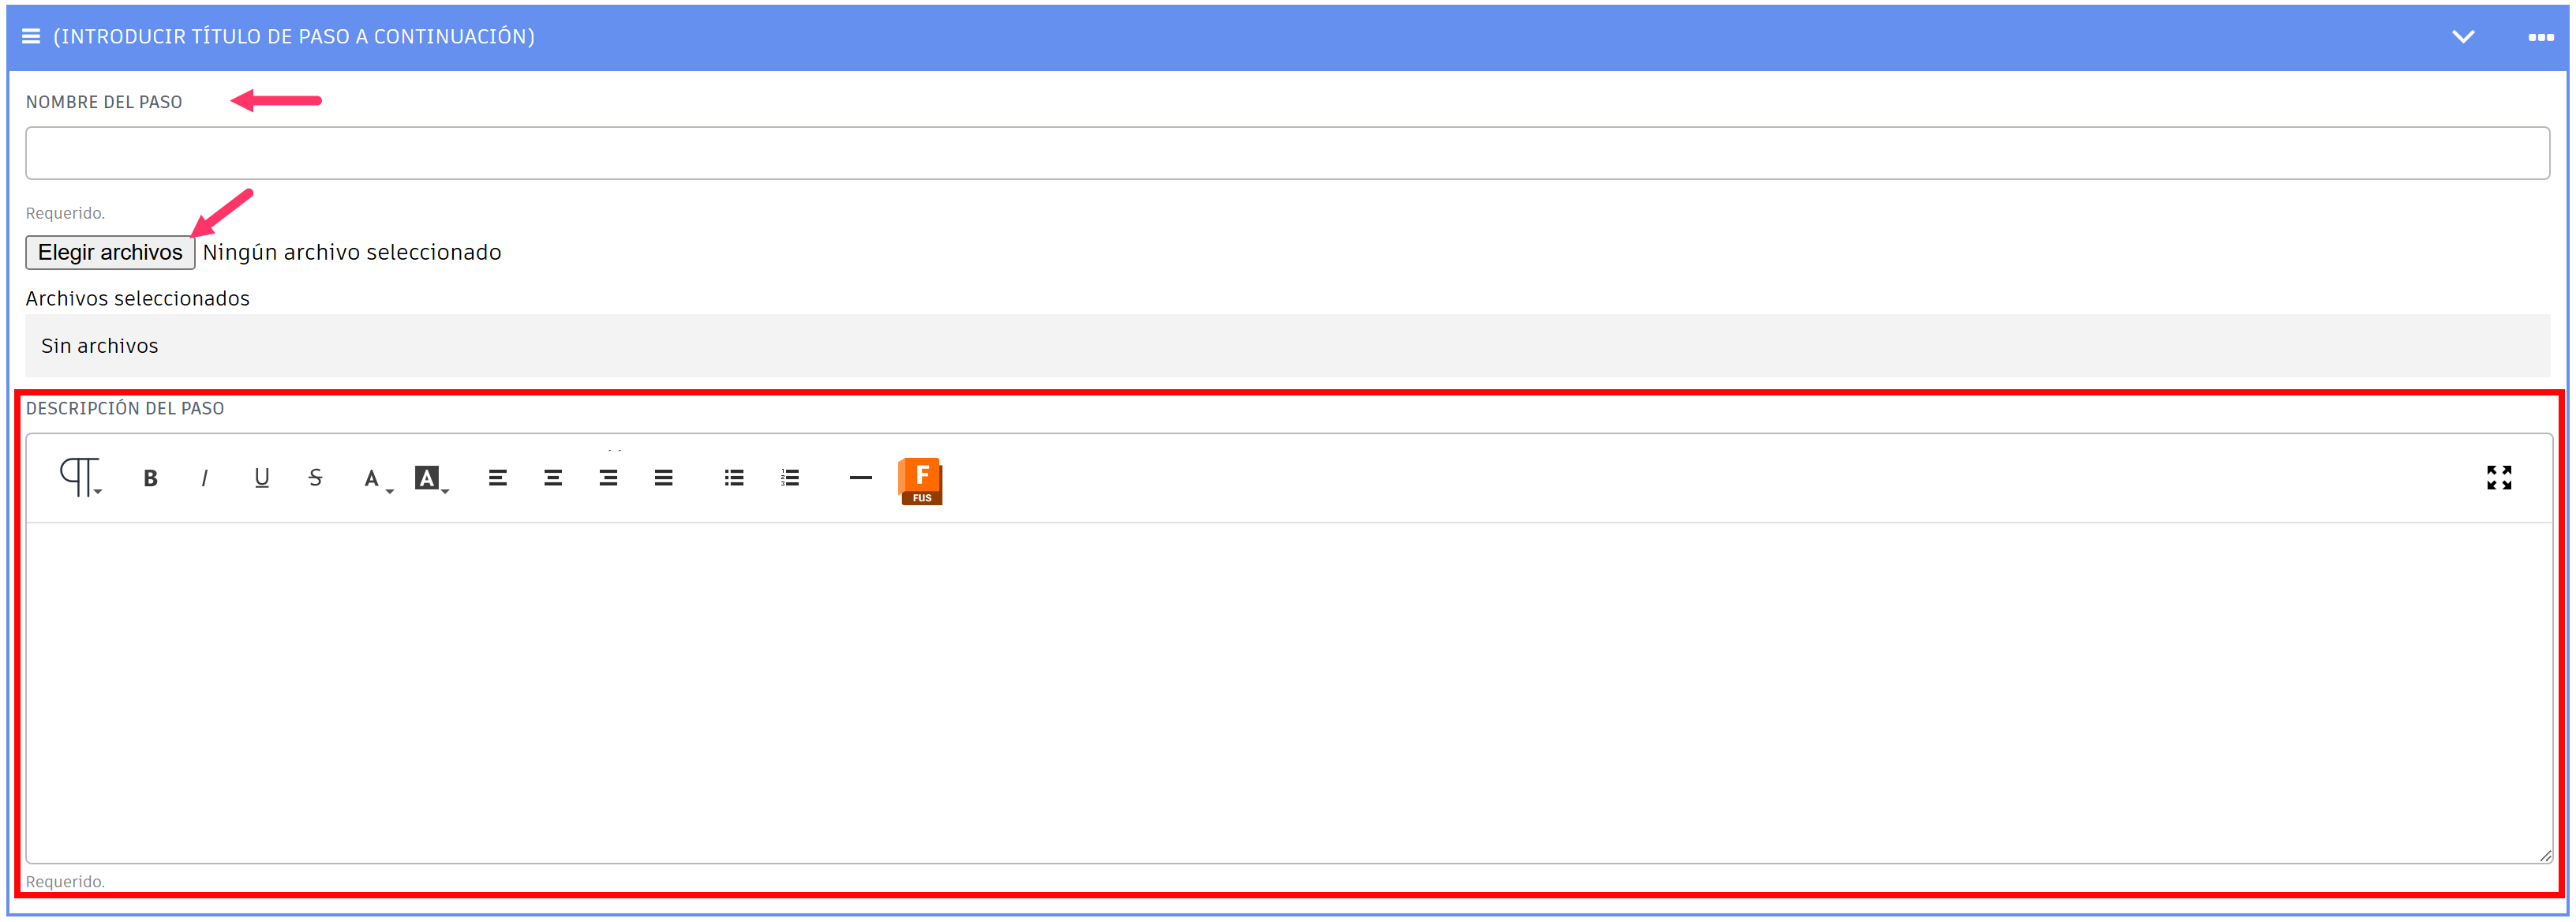 (INTRODUCIR TÍTULO DE PASO A CONTINUACIÓN)
NOMBRE DEL PASO
Requerido.
Elegir archivos Ningún archivo seleccionado
Archivos seleccionados
Sin archivos
DESCRIPCIÓN DEL PASO
B I U S A A F
FUS
Requerido.